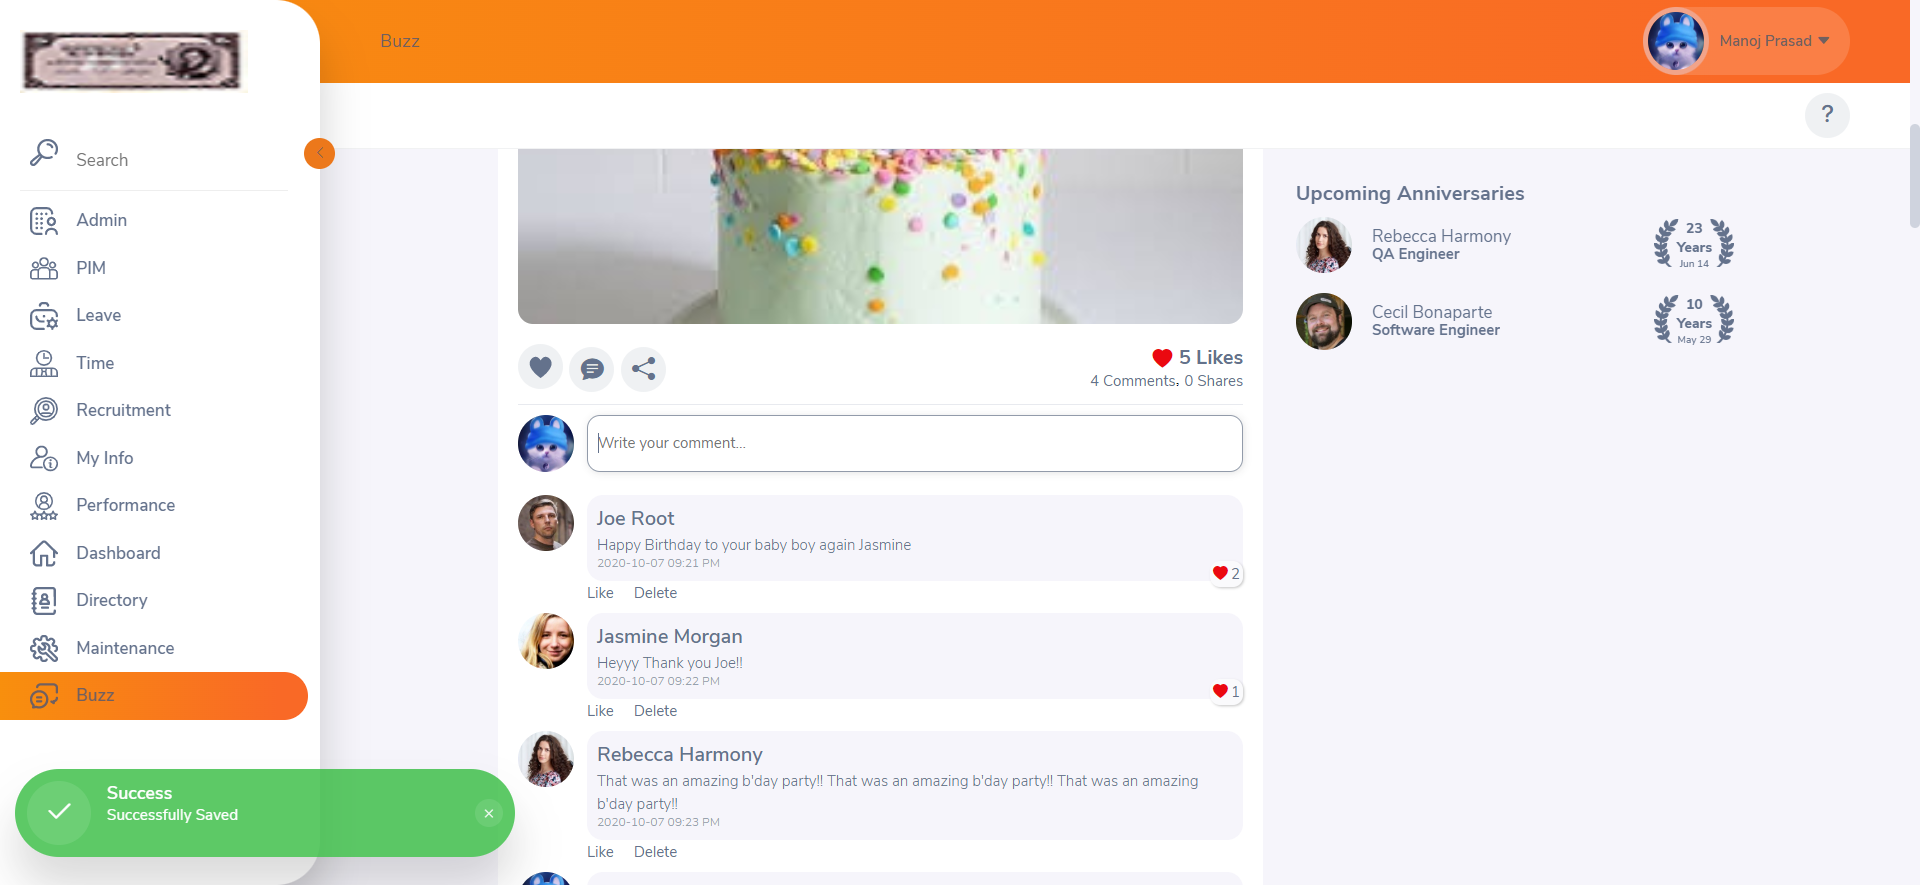 Buzz
Manoj Prasad
?
Search
Admin
PIM
Leave
Time
Recruitment
My Info
Performance
Dashboard
Directory
Maintenance
Buzz
Success
Successfully Saved
5 Likes
4 Comments, 0 Shares
Write your comment...
Joe Root
Happy Birthday to your baby boy again Jasmine
2020-10-07 09:21 PM
2
Like Delete
Jasmine Morgan
Heyyy Thank you Joe!!
2020-10-07 09:22 PM
1
Like Delete
Rebecca Harmony
That was an amazing b'day party!! That was an amazing b'day party!! That was an amazing
b'day party!!
2020-10-07 09:23 PM
Like Delete
Upcoming Anniversaries
Rebecca Harmony
QA Engineer
23
Years
Jun 14
Cecil Bonaparte
Software Engineer
10
Years
May 29